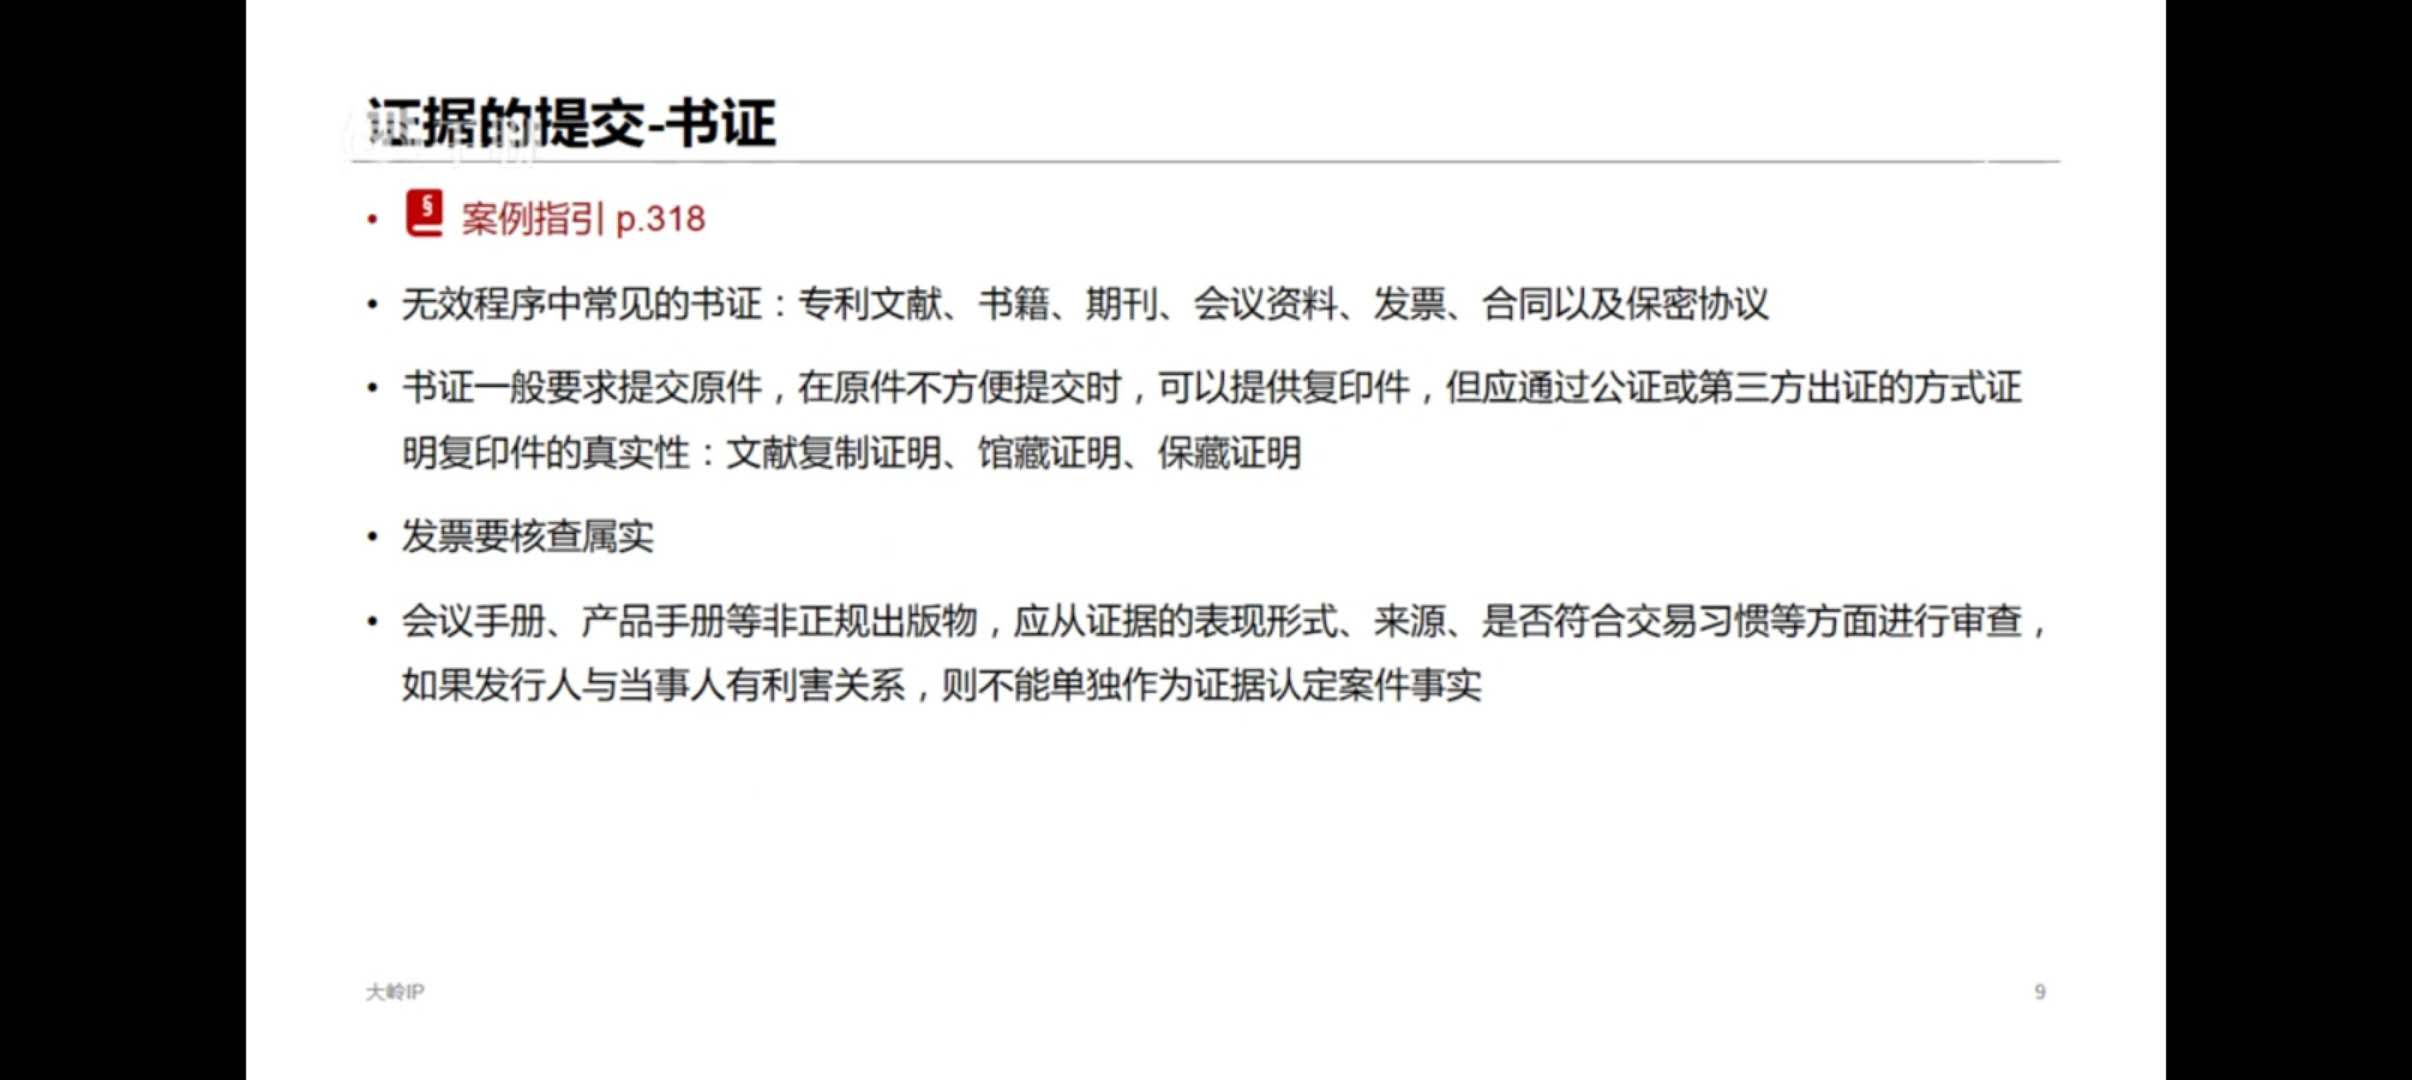 证据的提交-书证
• § 案例指引 p.318
• 无效程序中常见的书证：专利文献、书籍、期刊、会议资料、发票、合同以及保密协议
• 书证一般要求提交原件，在原件不方便提交时，可以提供复印件，但应通过公证或第三方出证的方式证
明复印件的真实性：文献复制证明、馆藏证明、保藏证明
• 发票要核查属实
• 会议手册、产品手册等非正规出版物，应从证据的表现形式、来源、是否符合交易习惯等方面进行审查，
如果发行人与当事人有利害关系，则不能单独作为证据认定案件事实
大岭IP
9